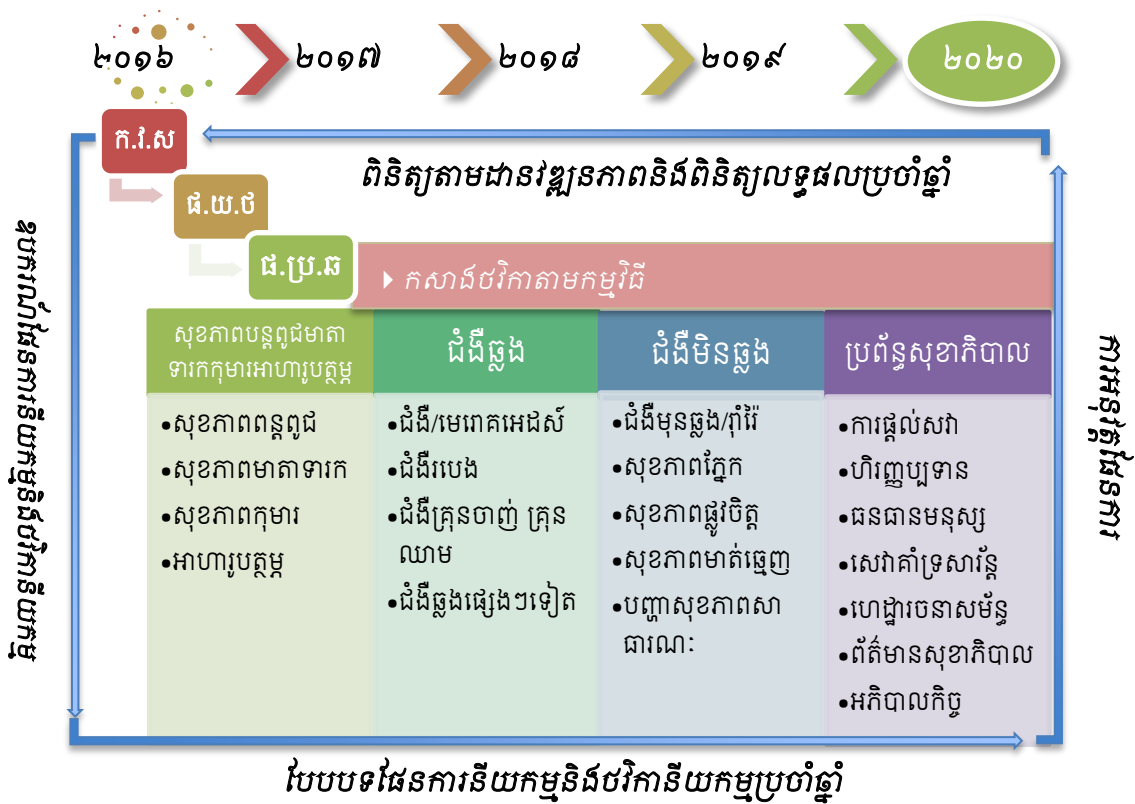 ២០១៦
២០១៧
២០១៨
២០១៩
២០២០
ក.វ.ស
ពិនិត្យតាមដានវឌ្ឍនភាពនិងពិនិត្យលទ្ធផលប្រចាំឆ្នាំ
ផ.យ.ថ
ផ.ប្រ.ឆ
កសាងថវិកាតាមកម្មវិធី
សុខភាពបន្តពូជមាតា
ទារកកុមារអាហារូបត្ថម្ភ
•សុខភាពពន្តពូជ
•សុខភាពមាតាទារក
•សុខភាពកុមារ
•អាហារូបត្ថម្ភ
ជំងឺឆ្លង
•ជំងឺ/មេរោគអេដស៍
•ជំងឺរបេង
•ជំងឺគ្រុនចាញ់ គ្រុន
ឈាម
•ជំងឺឆ្លងផ្សេងៗទៀត
ជំងឺមិនឆ្លង
•ជំងឺមុនឆ្លង/រ៉ាំរ៉ៃ
•សុខភាពភ្នែក
•សុខភាពផ្លូវចិត្ត
•សុខភាពមាត់ធ្មេញ
•បញ្ហាសុខភាពសា
ធារណៈ
ប្រព័ន្ធសុខាភិបាល
•ការផ្តល់សវា
•ហិរញ្ញប្បទាន
•ធនធានមនុស្ស
•សេវាគាំទ្រសារ័ន្ត
•ហេដ្ឋារចនាសម័ន្ធ
•ព័ត៌មានសុខាភិបាល
•អភិបាលកិច្ច
ឧបករណ៍ផែនការនិយកម្មនិងថវិកានិយកម្ម
ការអនុវត្តផែនការ
បែបបទផែនការនីយកម្មនិងថវិកានីយកម្មប្រចាំឆ្នាំ